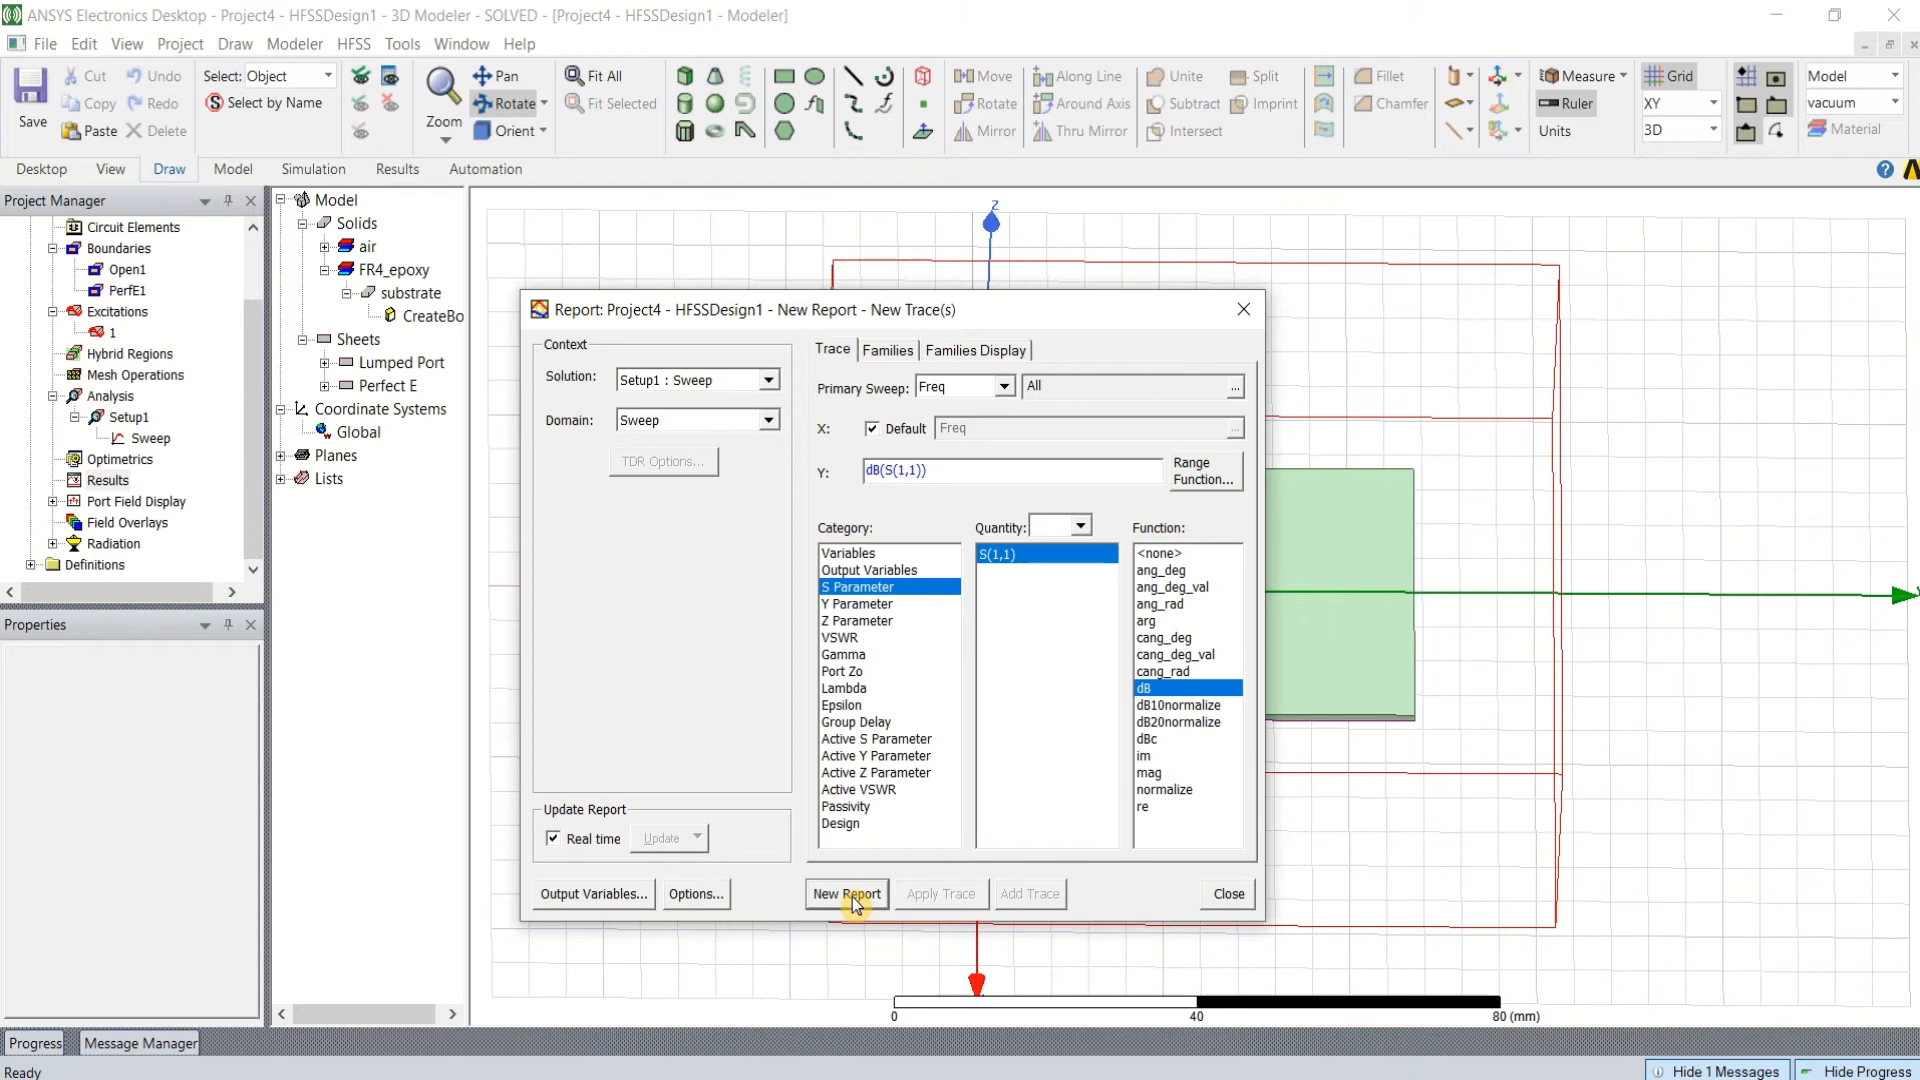 ANSYS Electronics Desktop - Project4 - HFSSDesign1 - 3D Modeler - SOLVED - [Project4 - HFSSDesign1 - Modeler]
File Edit View Project Draw Modeler HFSS Tools Window Help
Save
Cut Undo
Copy Redo
Paste Delete
Select: Object
Select by Name
Zoom
Pan
Rotate
Orient
Fit All
Fit Selected
Move
Rotate
Mirror
Along Line
Around Axis
Thru Mirror
Unite Split
Subtract Imprint
Intersect
Fillet
Chamfer
Measure
Ruler
Units
Grid
XY
3D
Model
vacuum
Material
Desktop View Draw Model Simulation Results Automation
Project Manager
Circuit Elements
Boundaries
Open1
PerfE1
Excitations
1
Hybrid Regions
Mesh Operations
Analysis
Setup1
Sweep
Optimetrics
Results
Port Field Display
Field Overlays
Radiation
Definitions
Properties
Model
Solids
air
FR4_epoxy
substrate
CreateBo
Sheets
Lumped Port
Perfect E
Coordinate Systems
Global
Planes
Lists
Z
Report: Project4 - HFSSDesign1 - New Report - New Trace(s)
Context
Solution: Setup1 : Sweep
Domain: Sweep
TDR Options...
Update Report
Real time Update
Output Variables... Options...
Trace Families Families Display
Primary Sweep: Freq All ...
X: Default Freq ...
Y: dB(S(1,1)) Range Function...
Category:
Variables
Output Variables
S Parameter
Y Parameter
Z Parameter
VSWR
Gamma
Port Zo
Lambda
Epsilon
Group Delay
Active S Parameter
Active Y Parameter
Active Z Parameter
Active VSWR
Passivity
Design
Quantity:
S(1,1)
Function:
<none>
ang_deg
ang_deg_val
ang_rad
arg
cang_deg
cang_deg_val
cang_rad
dB
dB10normalize
dB20normalize
dBc
im
mag
normalize
re
New Report Apply Trace Add Trace Close
0 40 80 (mm)
Progress Message Manager
Ready Hide 1 Messages Hide Progress